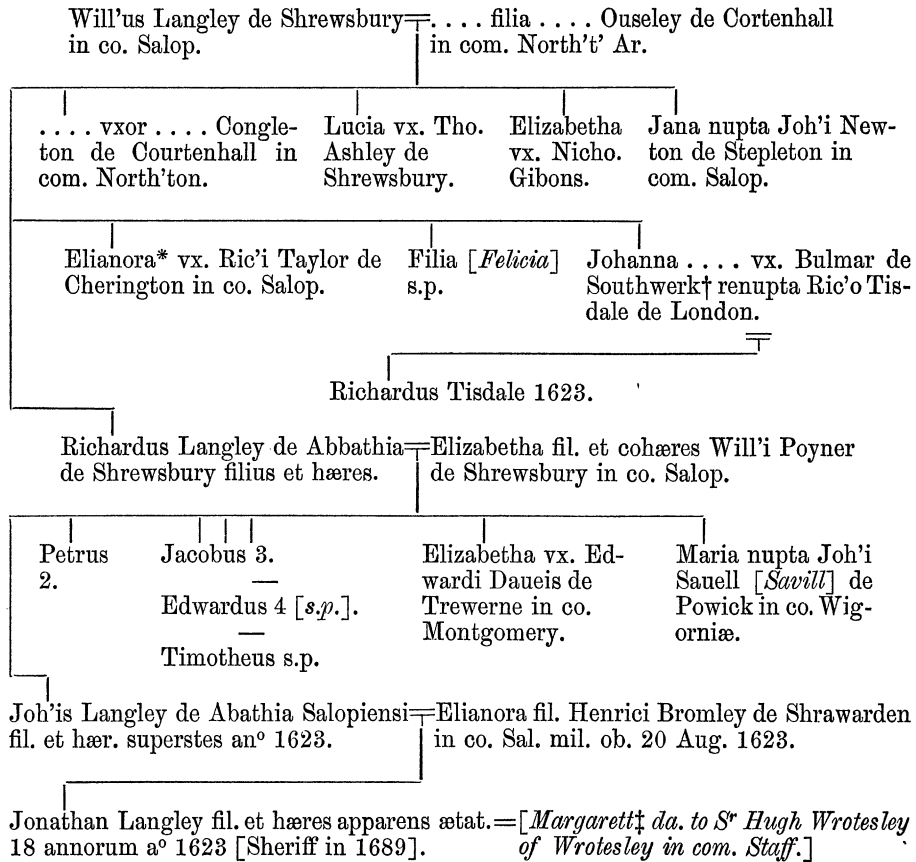 Will'us Langley de Shrewsbury=. . . . filia . . . . Ouseley de Cortenhall
in co. Salop.
in com. North't' Ar.
. . . . vxor . . . . Congle-
ton de Courtenhall in
com. North'ton.
Lucia vx. Tho.
Ashley de
Shrewsbury.
Elizabetha
vx. Nicho.
Gibons.
Jana nupta Joh'i New-
ton de Stepleton in
com. Salop.
Elianora* vx. Ric'i Taylor de
Cherington in co. Salop.
Filia [Felicia]
s.p.
Johanna . . . . vx. Bulmar de
Southwerk† renupta Ric'o Tis-
dale de London.
Richardus Tisdale 1623.
Richardus Langley de Abbathia
de Shrewsbury filius et hæres.
=Elizabetha fil. et cohæres Will'i Poyner
de Shrewsbury in co. Salop.
Petrus
2.
Jacobus 3.
—
Edwardus 4 [s.p.].
—
Timotheus s.p.
Elizabetha vx. Ed-
wardi Daueis de
Trewerne in co.
Montgomery.
Maria nupta Joh'i
Sauell [Savill] de
Powick in co. Wig-
orniæ.
Joh'is Langley de Abathia Salopiensi
fil. et hær. superstes anº 1623.
=Elianora fil. Henrici Bromley de Shrawarden
in co. Sal. mil. ob. 20 Aug. 1623.
Jonathan Langley fil. et hæres apparens ætat.
18 annorum aº 1623 [Sheriff in 1689].
=[Margarett‡ da. to Sʳ Hugh Wrotesley
of Wrotesley in com. Staff.]